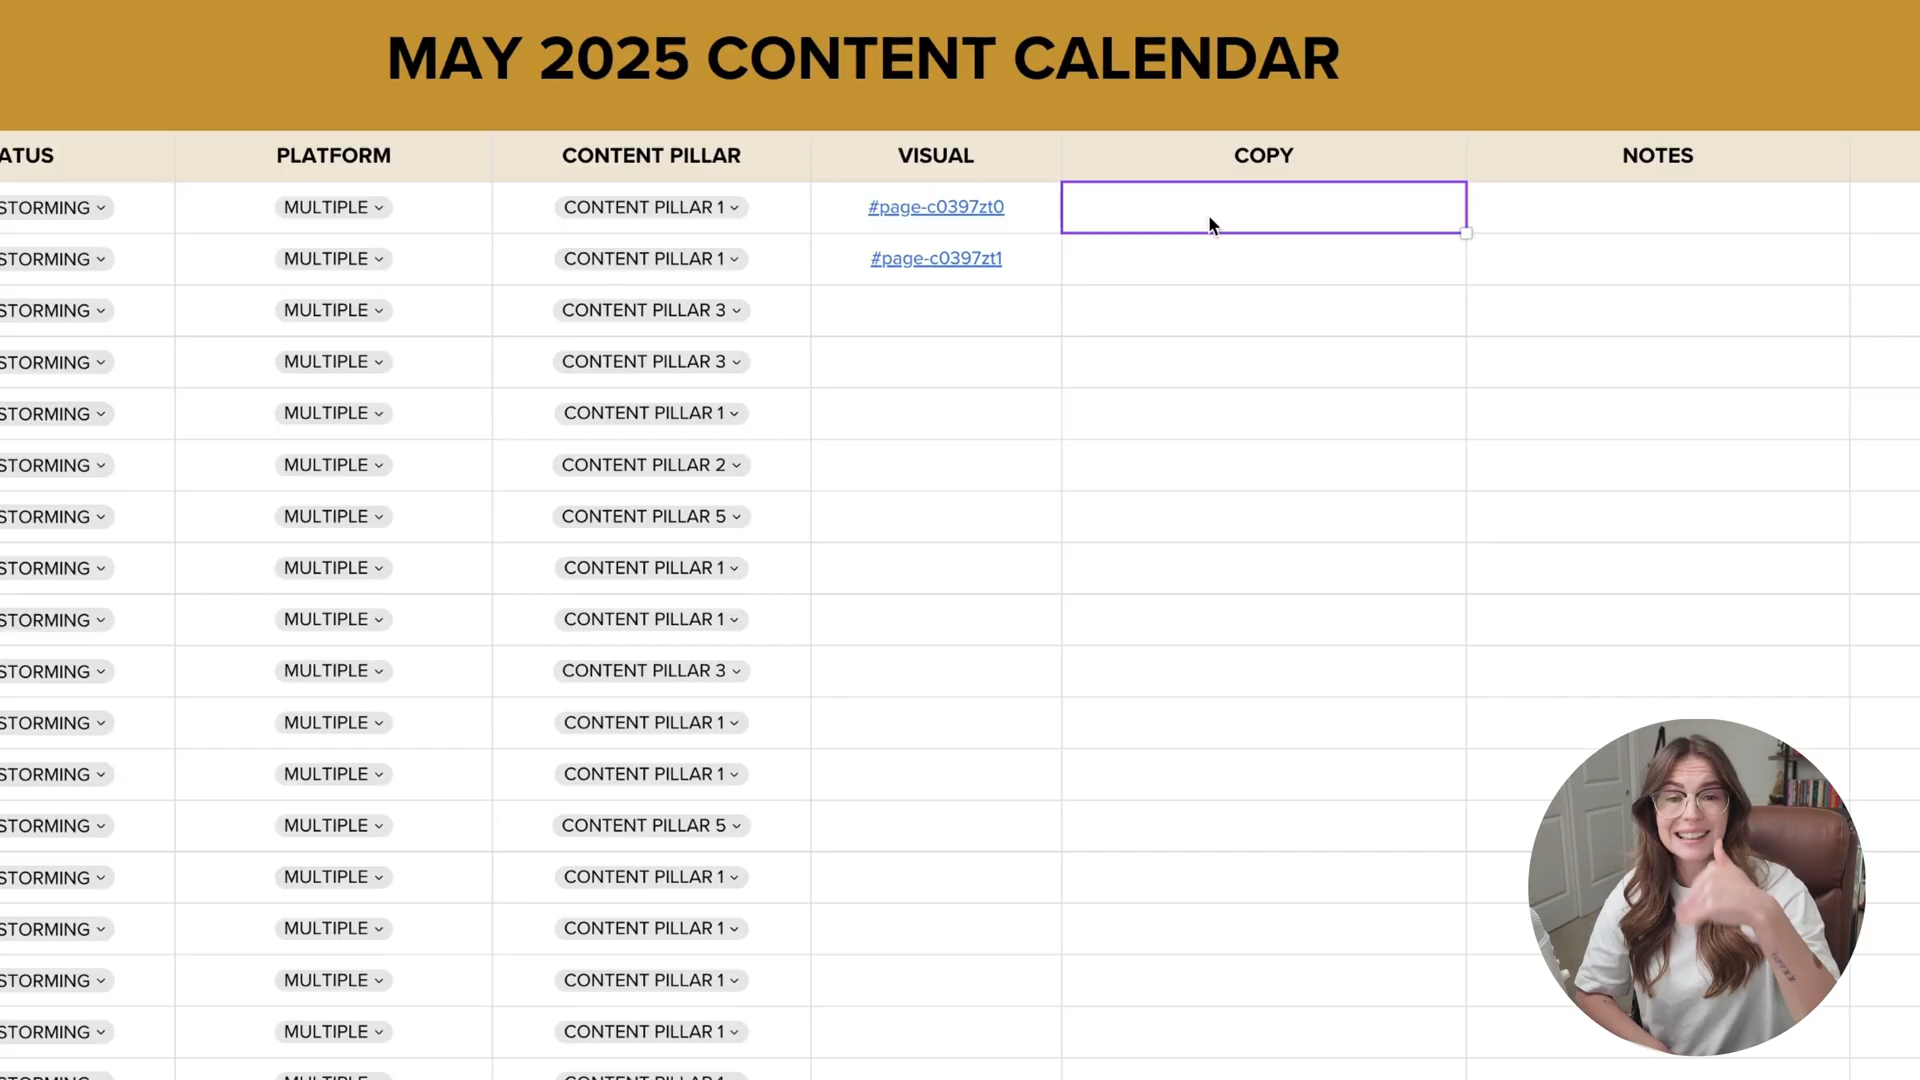 MAY 2025 CONTENT CALENDAR
ATUS PLATFORM CONTENT PILLAR VISUAL COPY NOTES
STORMING MULTIPLE CONTENT PILLAR 1 #page-c0397zt0
STORMING MULTIPLE CONTENT PILLAR 1 #page-c0397zt1
STORMING MULTIPLE CONTENT PILLAR 3
STORMING MULTIPLE CONTENT PILLAR 3
STORMING MULTIPLE CONTENT PILLAR 1
STORMING MULTIPLE CONTENT PILLAR 2
STORMING MULTIPLE CONTENT PILLAR 5
STORMING MULTIPLE CONTENT PILLAR 1
STORMING MULTIPLE CONTENT PILLAR 1
STORMING MULTIPLE CONTENT PILLAR 3
STORMING MULTIPLE CONTENT PILLAR 1
STORMING MULTIPLE CONTENT PILLAR 1
STORMING MULTIPLE CONTENT PILLAR 5
STORMING MULTIPLE CONTENT PILLAR 1
STORMING MULTIPLE CONTENT PILLAR 1
STORMING MULTIPLE CONTENT PILLAR 1
STORMING MULTIPLE CONTENT PILLAR 1